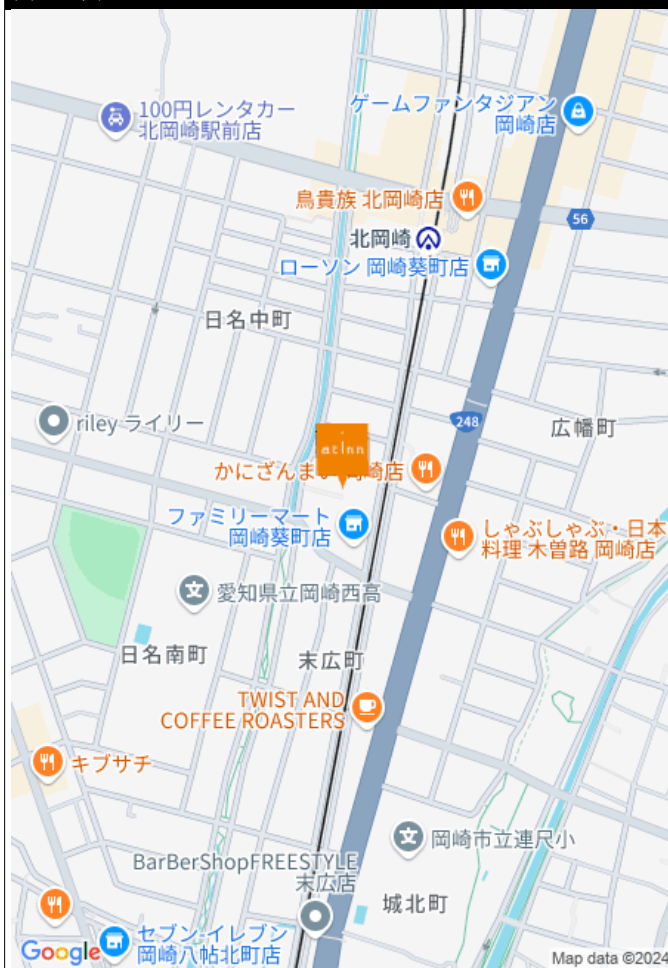 100円レンタカー
北岡崎駅前店
ゲームファンタジアン
岡崎店
鳥貴族 北岡崎店
56
北岡崎
ローソン 岡崎葵町店
日名中町
riley ライリー
248
広幡町
at inn
かにざんまい 岡崎店
ファミリーマート
岡崎葵町店
しゃぶしゃぶ・日本
料理 木曽路 岡崎店
愛知県立岡崎西高
日名南町
末広町
TWIST AND
COFFEE ROASTERS
キブサチ
岡崎市立連尺小
BarBerShopFREESTYLE
末広店
城北町
セブン-イレブン
岡崎八帖北町店
Google
Map data ©2024